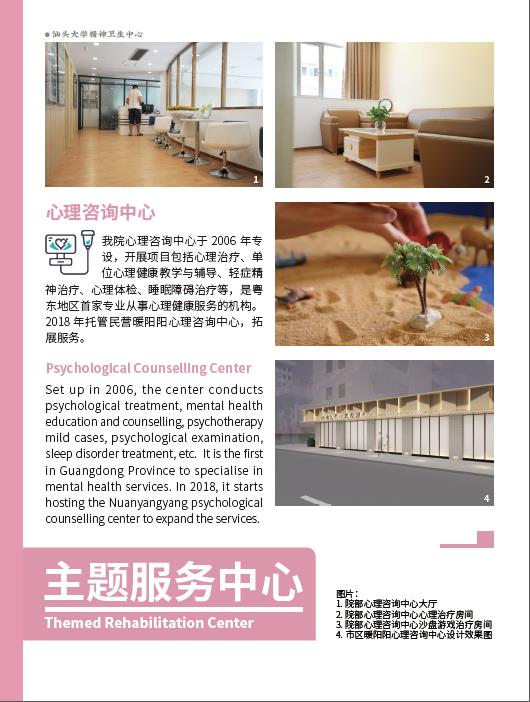 汕头大学精神卫生中心
1
2
心理咨询中心
我院心理咨询中心于 2006 年专
设，开展项目包括心理治疗、单
位心理健康教学与辅导、轻症精
神治疗、心理体检、睡眠障碍治疗等，是粤
东地区首家专业从事心理健康服务的机构。
2018 年托管民营暖阳阳心理咨询中心，拓
展服务。
3
Psychological Counselling Center
Set up in 2006, the center conducts
psychological treatment, mental health
education and counselling, psychotherapy
mild cases, psychological examination,
sleep disorder treatment, etc. It is the first
in Guangdong Province to specialise in
mental health services. In 2018, it starts
hosting the Nuanyangyang psychological
counselling center to expand the services.
4
主题服务中心
Themed Rehabilitation Center
图片：
1. 院部心理咨询中心大厅
2. 院部心理咨询中心心理治疗房间
3. 院部心理咨询中心沙盘游戏治疗房间
4. 市区暖阳阳心理咨询中心设计效果图